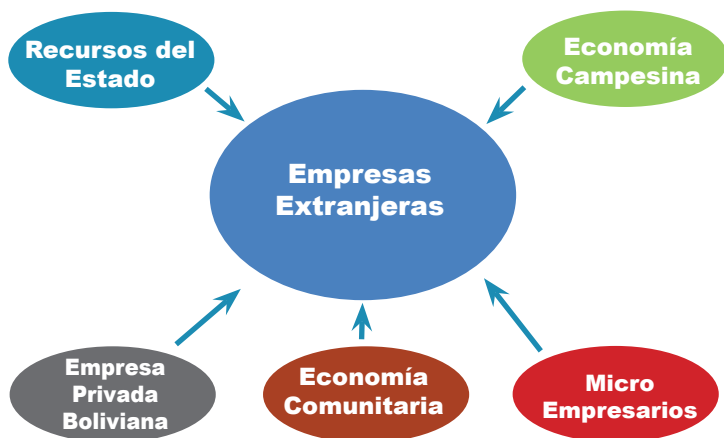 Recursos del
Estado
Economía
Campesina
Empresas
Extranjeras
Empresa
Privada
Boliviana
Economía
Comunitaria
Micro
Empresarios